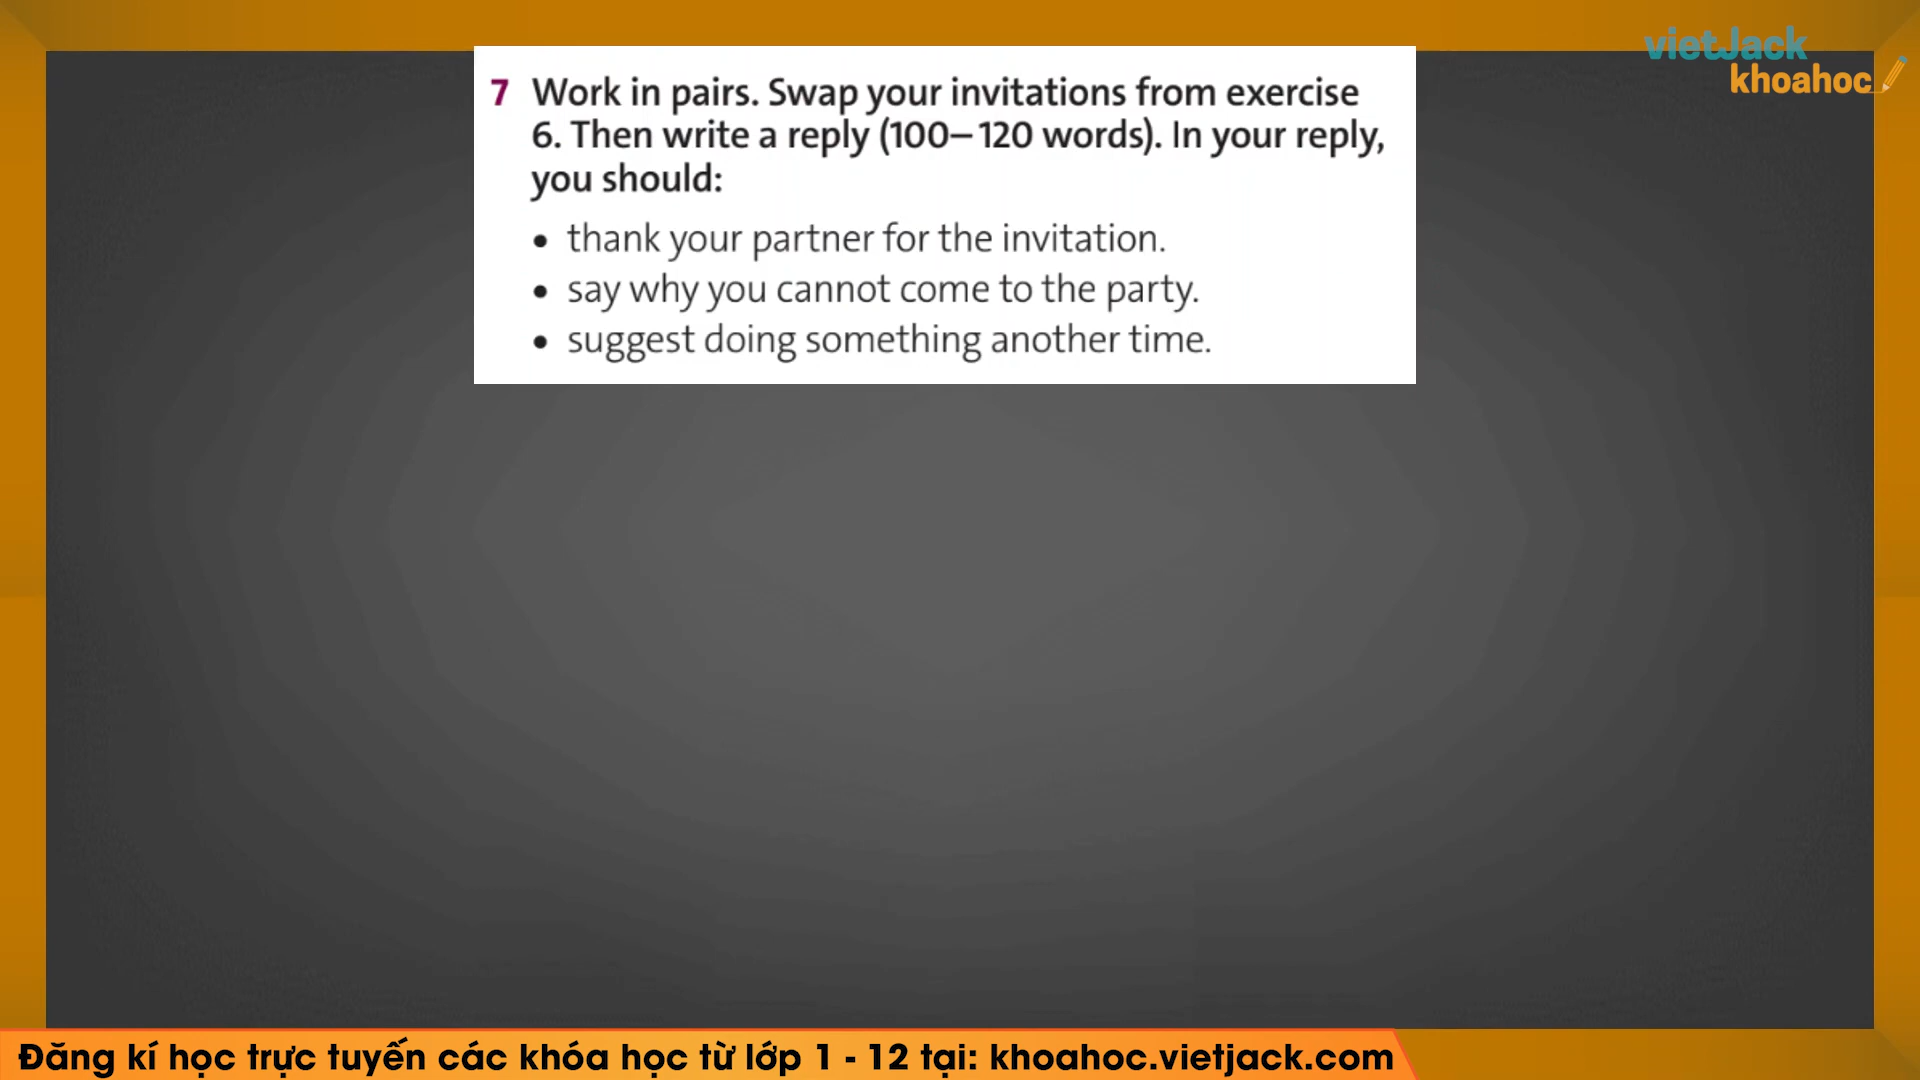 vietJack
khoahoc
7 Work in pairs. Swap your invitations from exercise
6. Then write a reply (100–120 words). In your reply,
you should:
• thank your partner for the invitation.
• say why you cannot come to the party.
• suggest doing something another time.
Đăng kí học trực tuyến các khóa học từ lớp 1 - 12 tại: khoahoc.vietjack.com